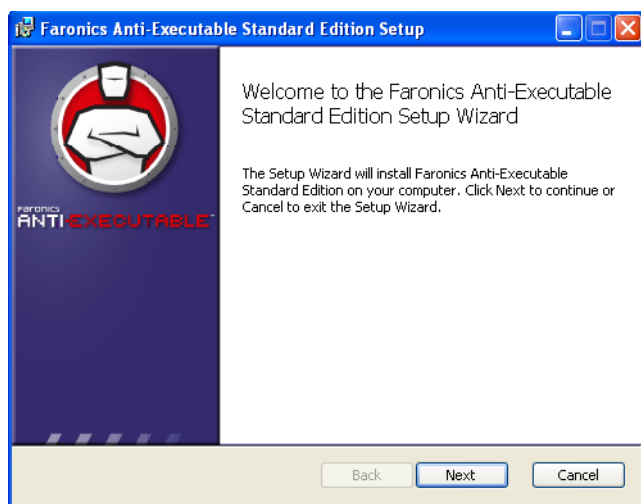 Faronics Anti-Executable Standard Edition Setup
Welcome to the Faronics Anti-Executable
Standard Edition Setup Wizard
The Setup Wizard will install Faronics Anti-Executable
Standard Edition on your computer. Click Next to continue or
Cancel to exit the Setup Wizard.
FARONICS
ANTI-EXECUTABLE™
Back Next Cancel